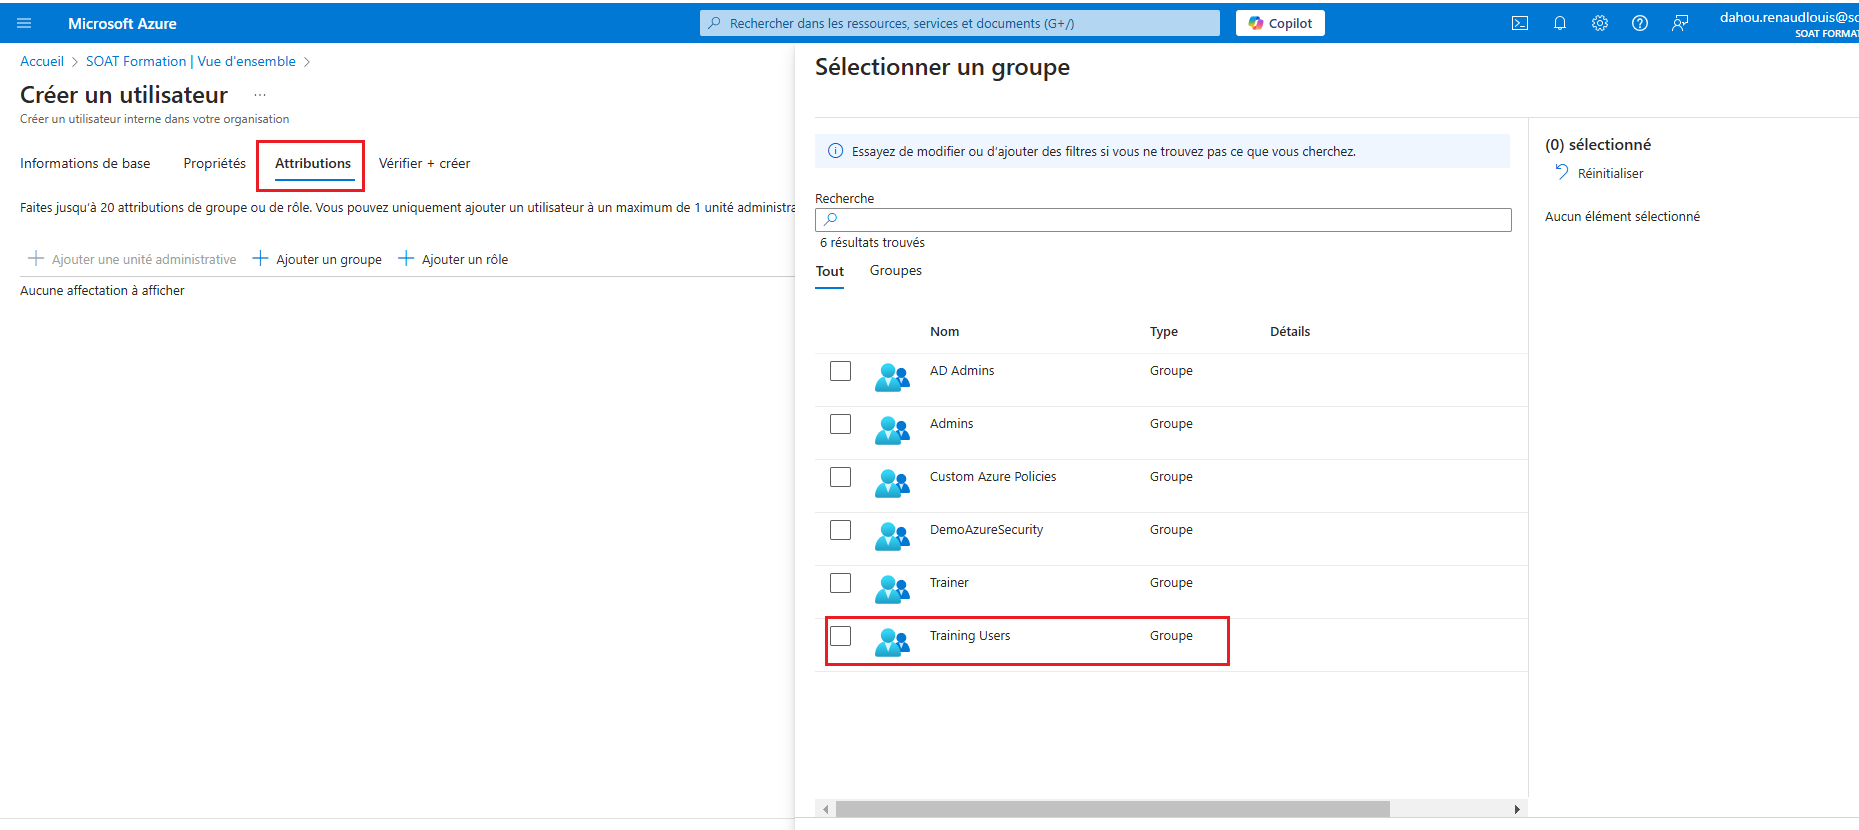 Microsoft Azure
Rechercher dans les ressources, services et documents (G+/)
Copilot
dahou.renaudlouis@
SOAT FORMAT
Accueil > SOAT Formation | Vue d'ensemble >
Créer un utilisateur ...
Créer un utilisateur interne dans votre organisation
Informations de base Propriétés Attributions Vérifier + créer
Faites jusqu'à 20 attributions de groupe ou de rôle. Vous pouvez uniquement ajouter un utilisateur à un maximum de 1 unité administra
Ajouter une unité administrative Ajouter un groupe Ajouter un rôle
Aucune affectation à afficher
Sélectionner un groupe
Essayez de modifier ou d'ajouter des filtres si vous ne trouvez pas ce que vous cherchez.
Recherche
6 résultats trouvés
Tout Groupes
Nom Type Détails
AD Admins Groupe
Admins Groupe
Custom Azure Policies Groupe
DemoAzureSecurity Groupe
Trainer Groupe
Training Users Groupe
(0) sélectionné
Réinitialiser
Aucun élément sélectionné